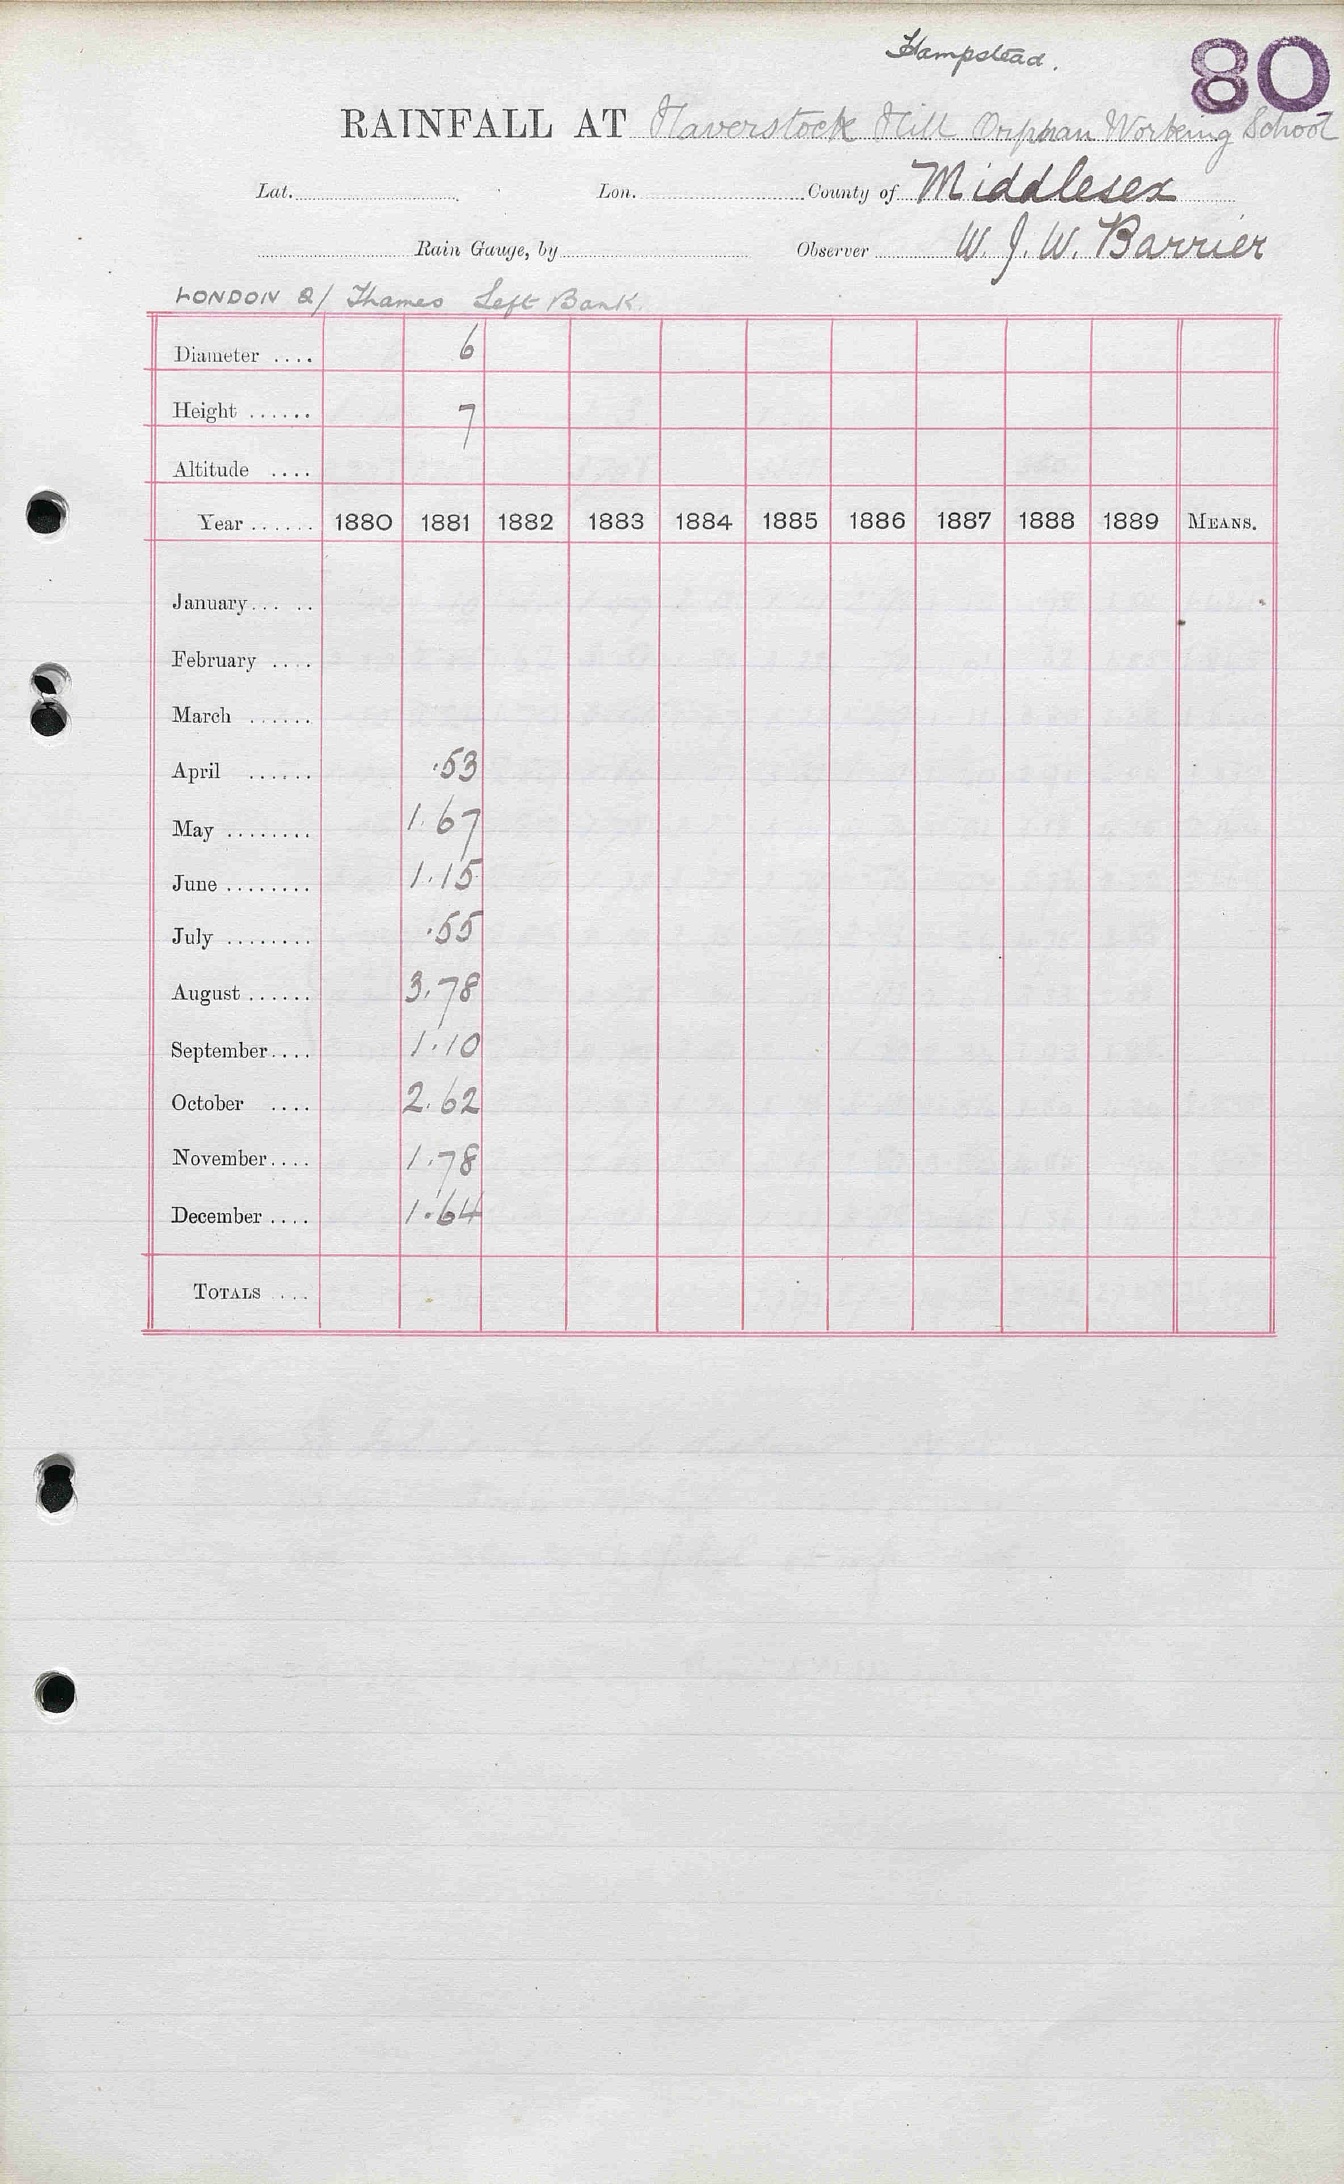 Hampstead.
80
RAINFALL AT Haverstock Hill Orphan Working School
Lat. Lon. County of Middlesex
Rain Gauge, by Observer W. J. W. Barrier
LONDON Q/ Thames Left Bank.
Diameter .... 6
Height ...... 7
Altitude ....
Year ...... 1880 1881 1882 1883 1884 1885 1886 1887 1888 1889 MEANS.
January... ..
February ....
March ......
April ...... .53
May ........ 1.67
June ........ 1.15
July ........ .55
August ...... 3.78
September.... 1.10
October .... 2.62
November.... 1.78
December .... 1.64
TOTALS ....